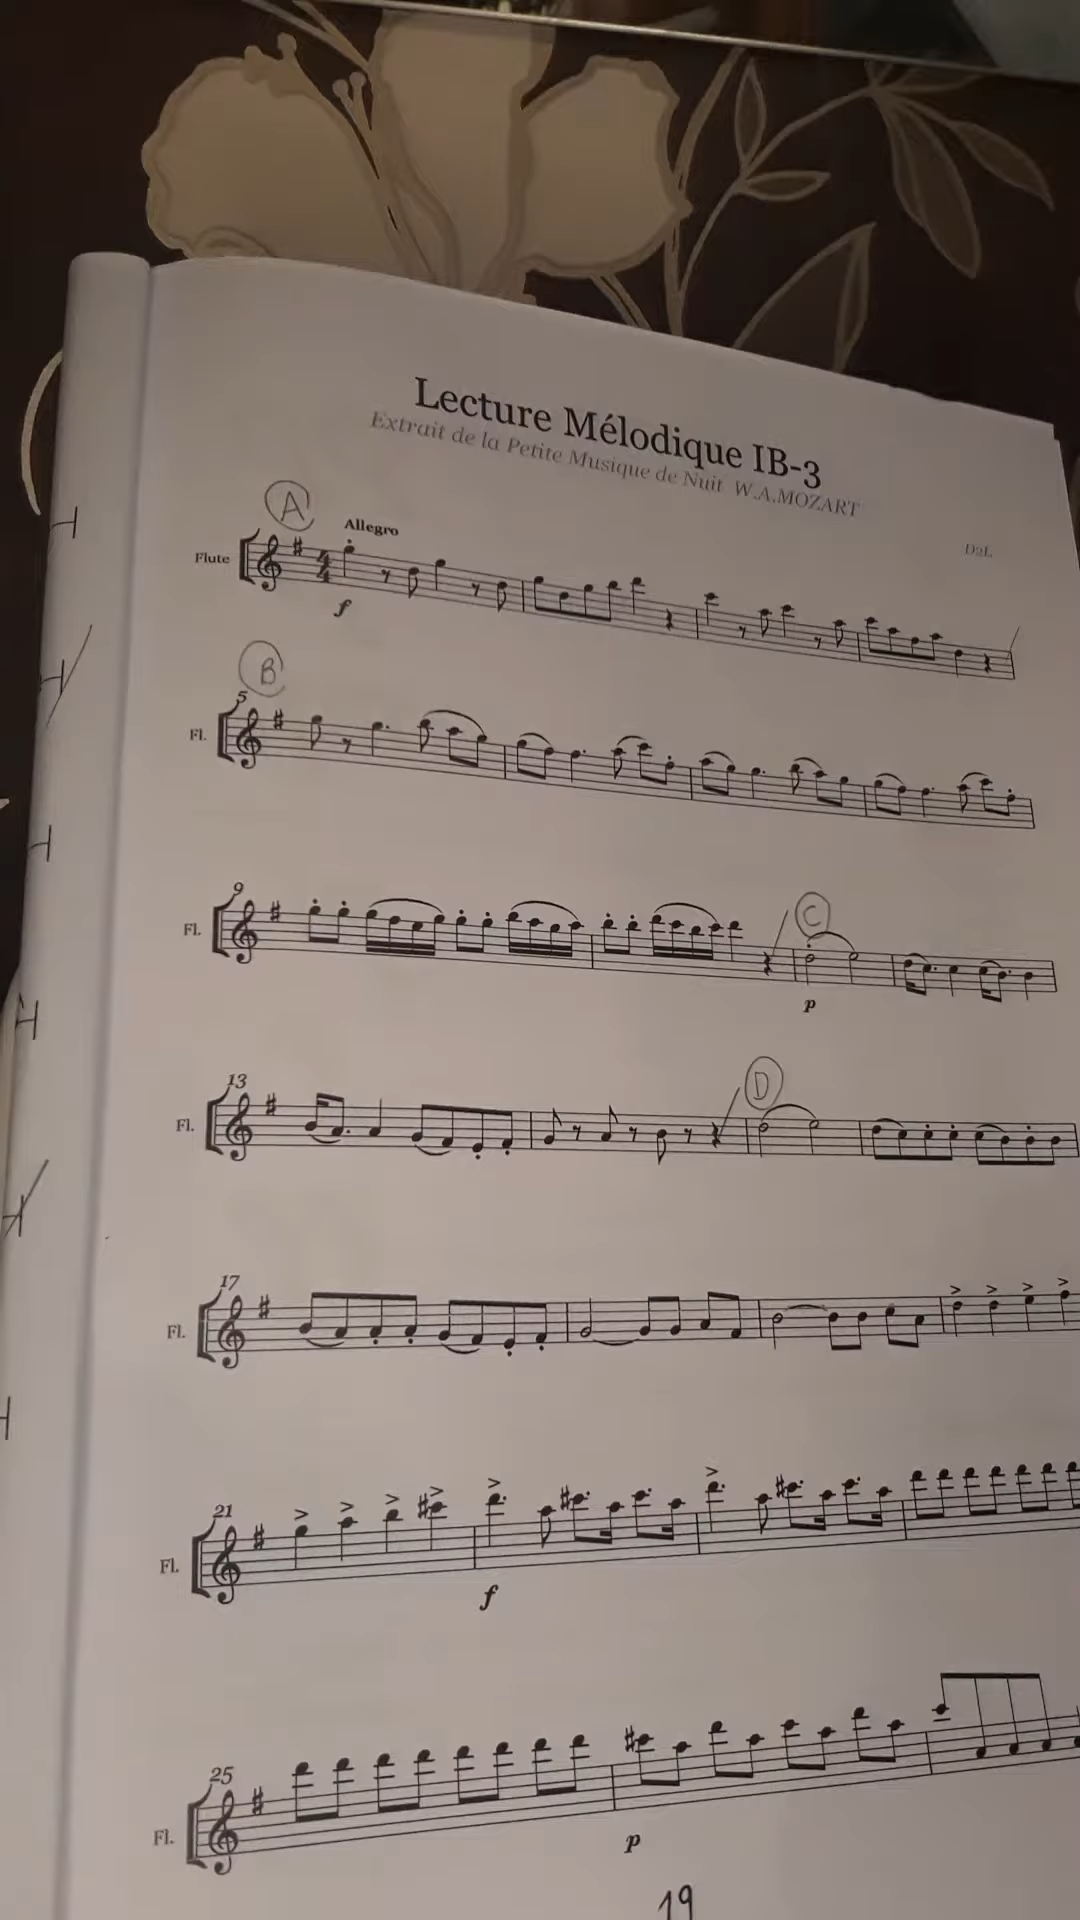 Lecture Mélodique IB-3
Extrait de la Petite Musique de Nuit W.A.MOZART
D2L
A
Allegro
Flute
f
B
5
Fl.
9
C
Fl.
p
13
D
Fl.
17
Fl.
21
Fl.
f
25
Fl.
p
19